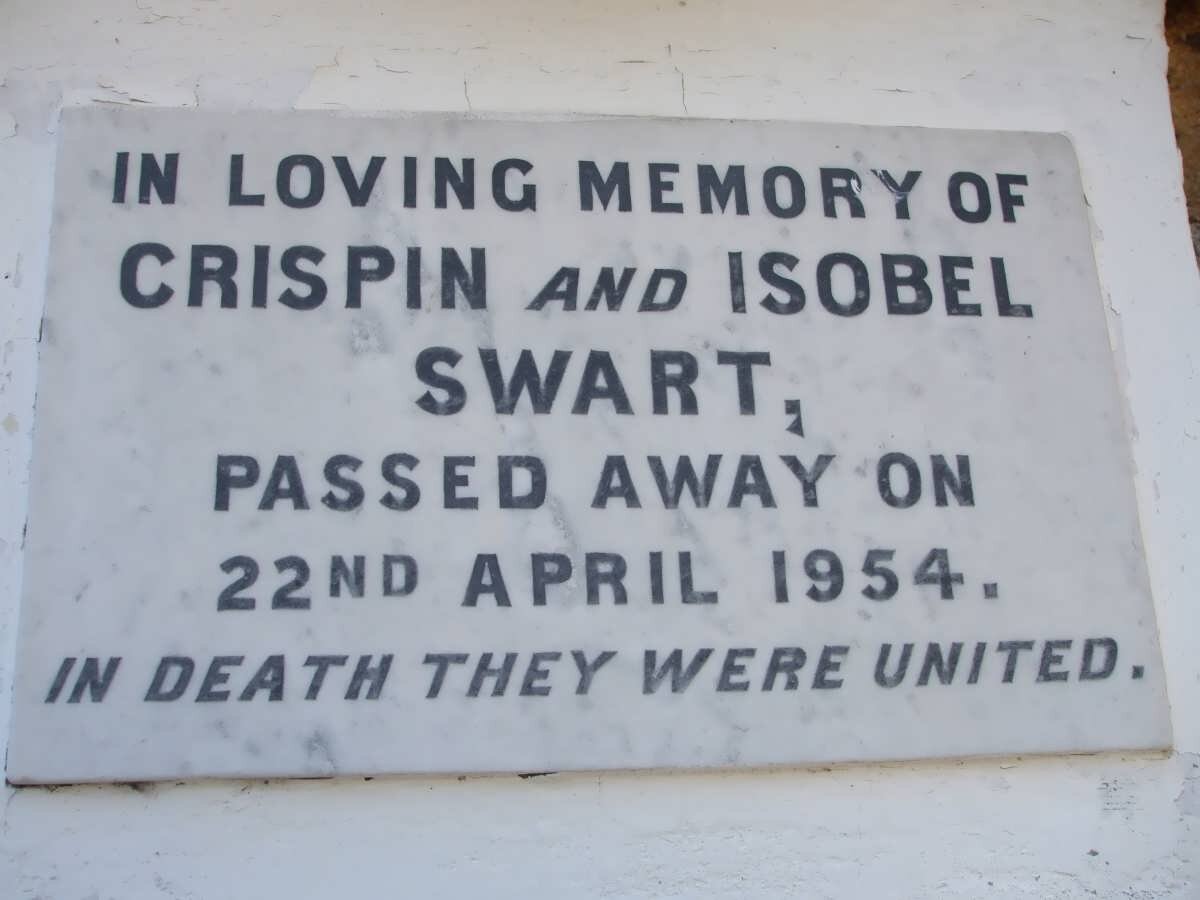 IN LOVING MEMORY OF
CRISPIN AND ISOBEL
SWART,
PASSED AWAY ON
22ND APRIL 1954.
IN DEATH THEY WERE UNITED.